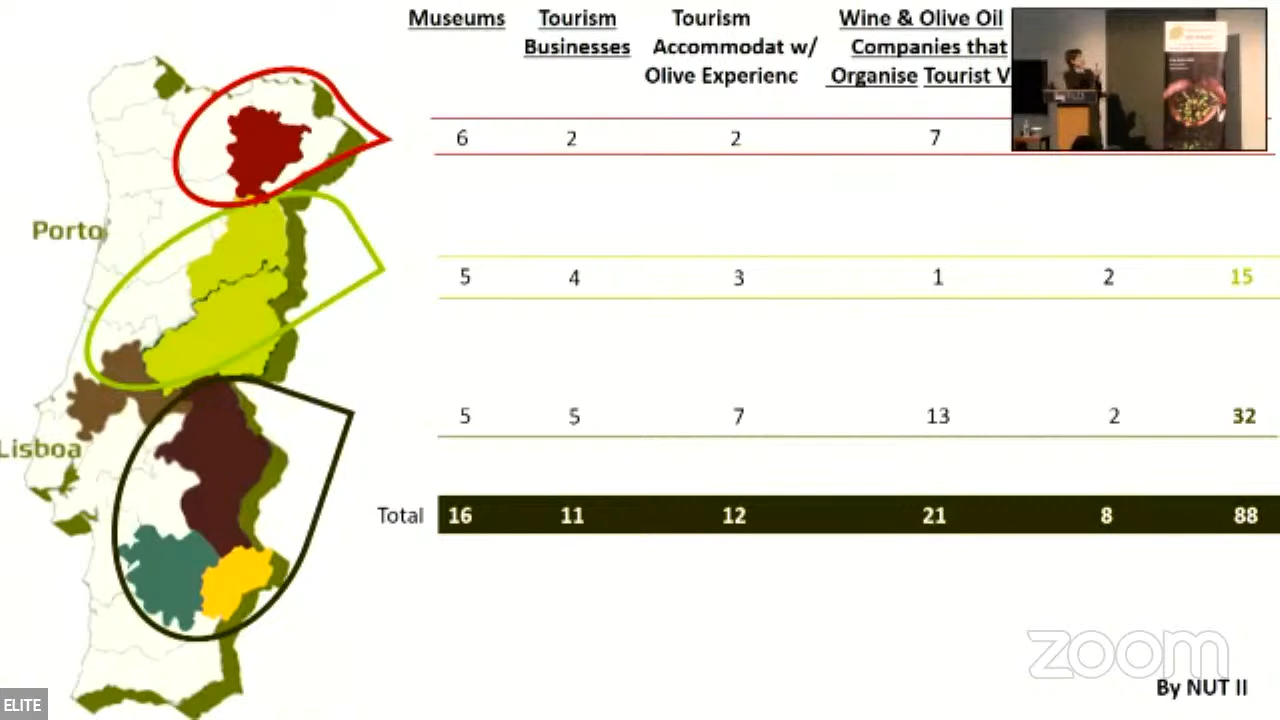 Museums
Tourism
Businesses
Tourism
Accommodat w/
Olive Experienc
Wine & Olive Oil
Companies that
Organise Tourist V
6 2 2 7
Porto
5 4 3 1 2 15
5 5 7 13 2 32
Lisboa
Total 16 11 12 21 8 88
zoom
By NUT II
ELITE